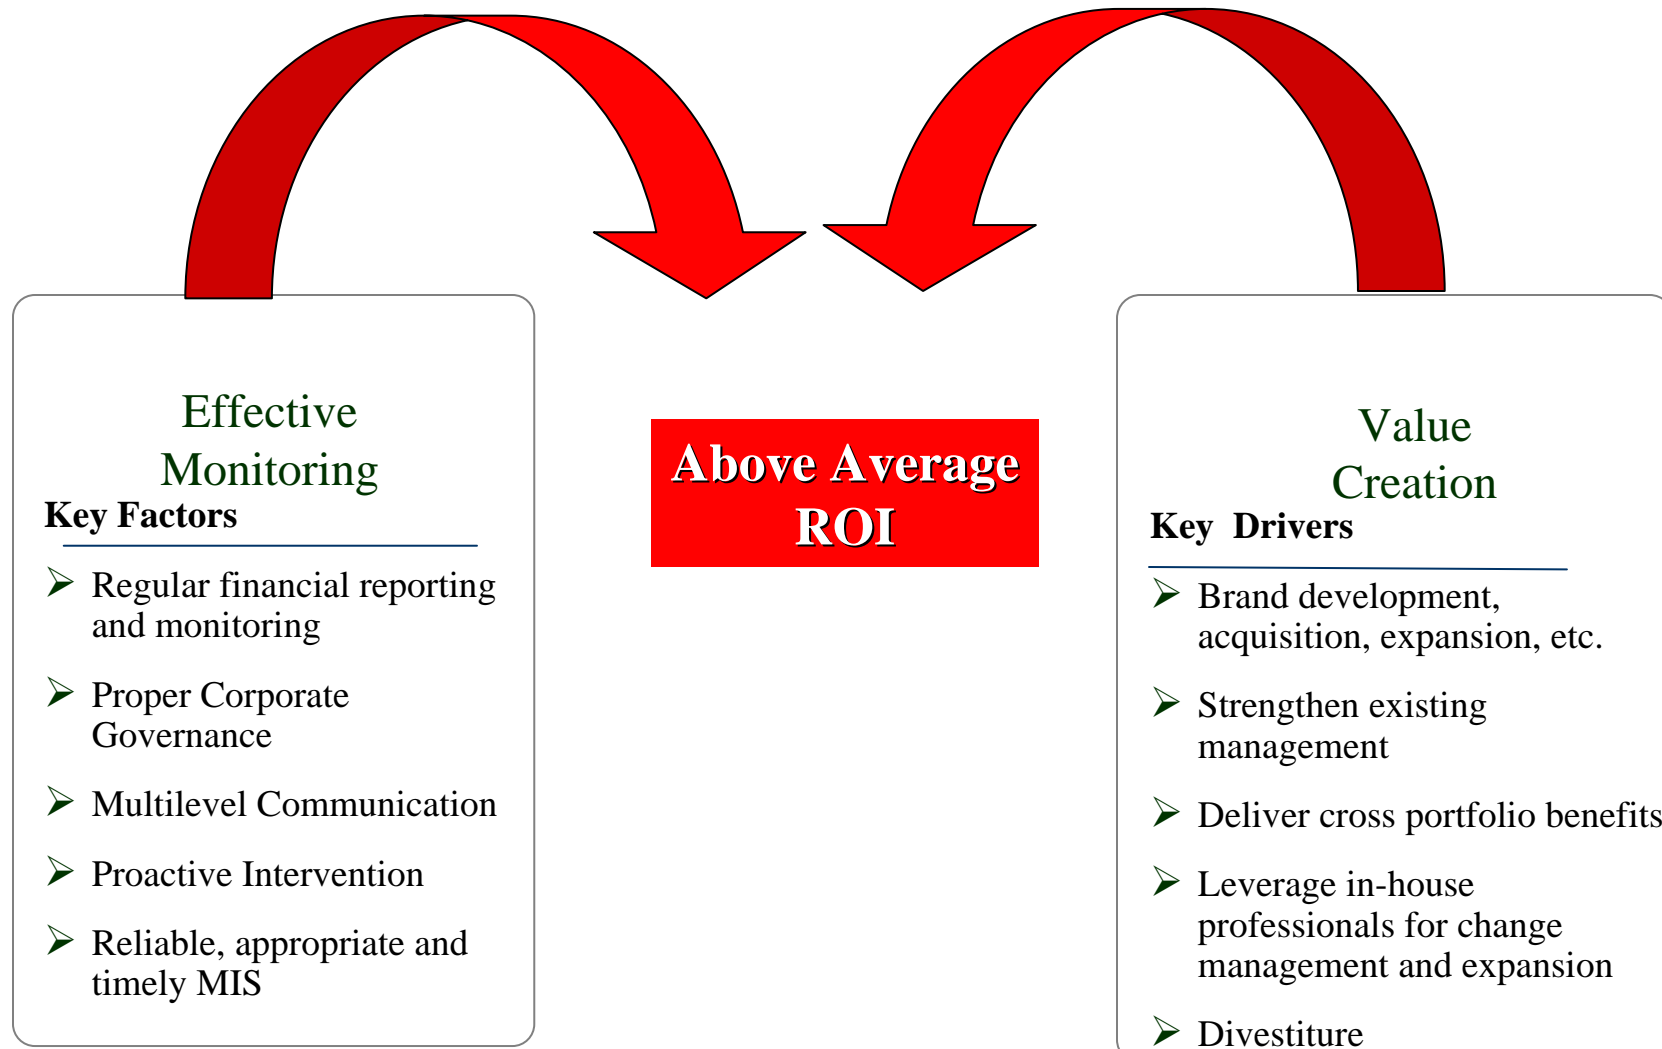 Effective
Monitoring
Key Factors
Regular financial reporting
and monitoring
Proper Corporate
Governance
Multilevel Communication
Proactive Intervention
Reliable, appropriate and
timely MIS
Above Average
ROI
Value
Creation
Key  Drivers
Brand development,
acquisition, expansion, etc.
Strengthen existing
management
Deliver cross portfolio benefits
Leverage in-house
professionals for change
management and expansion
Divestiture